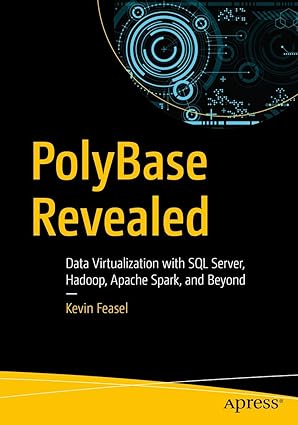 PolyBase
Revealed
Data Virtualization with SQL Server,
Hadoop, Apache Spark, and Beyond
Kevin Feasel
Apress®